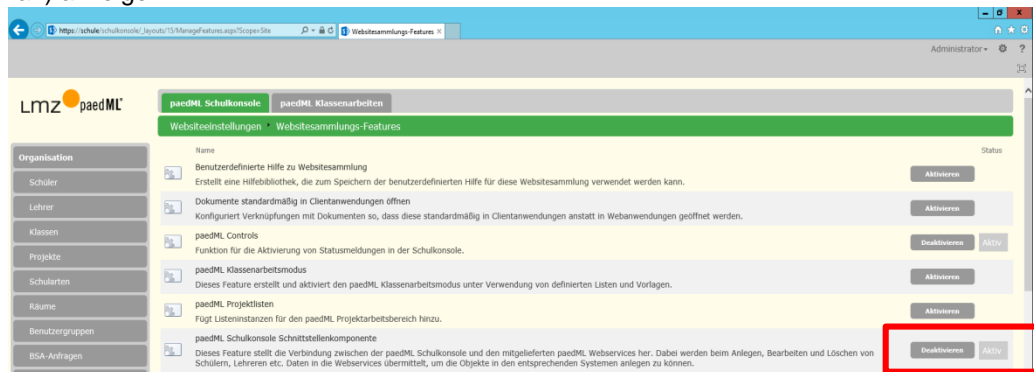 https://schule/schulkonsole/_layouts/15/ManageFeatures.aspx?Scope=Site
Websitesammlungs-Features
Administrator
?
LMZ paedML®
paedML Schulkonsole
paedML Klassenarbeiten
Websiteeinstellungen
Websitesammlungs-Features
Organisation
Schüler
Lehrer
Klassen
Projekte
Schularten
Räume
Benutzergruppen
BSA-Anfragen
Name
Status
Benutzerdefinierte Hilfe zu Websitesammlung
Erstellt eine Hilfebibliothek, die zum Speichern der benutzerdefinierten Hilfe für diese Websitesammlung verwendet werden kann.
Aktivieren
Dokumente standardmäßig in Clientanwendungen öffnen
Konfiguriert Verknüpfungen mit Dokumenten so, dass diese standardmäßig in Clientanwendungen anstatt in Webanwendungen geöffnet werden.
Aktivieren
paedML Controls
Funktion für die Aktivierung von Statusmeldungen in der Schulkonsole.
Deaktivieren
Aktiv
paedML Klassenarbeitsmodus
Dieses Feature erstellt und aktiviert den paedML Klassenarbeitsmodus unter Verwendung von definierten Listen und Vorlagen.
Aktivieren
paedML Projektlisten
Fügt Listeninstanzen für den paedML Projektarbeitsbereich hinzu.
Aktivieren
paedML Schulkonsole Schnittstellenkomponente
Dieses Feature stellt die Verbindung zwischen der paedML Schulkonsole und den mitgelieferten paedML Webservices her. Dabei werden beim Anlegen, Bearbeiten und Löschen von
Schülern, Lehreren etc. Daten in die Webservices übermittelt, um die Objekte in den entsprechenden Systemen anlegen zu können.
Deaktivieren
Aktiv